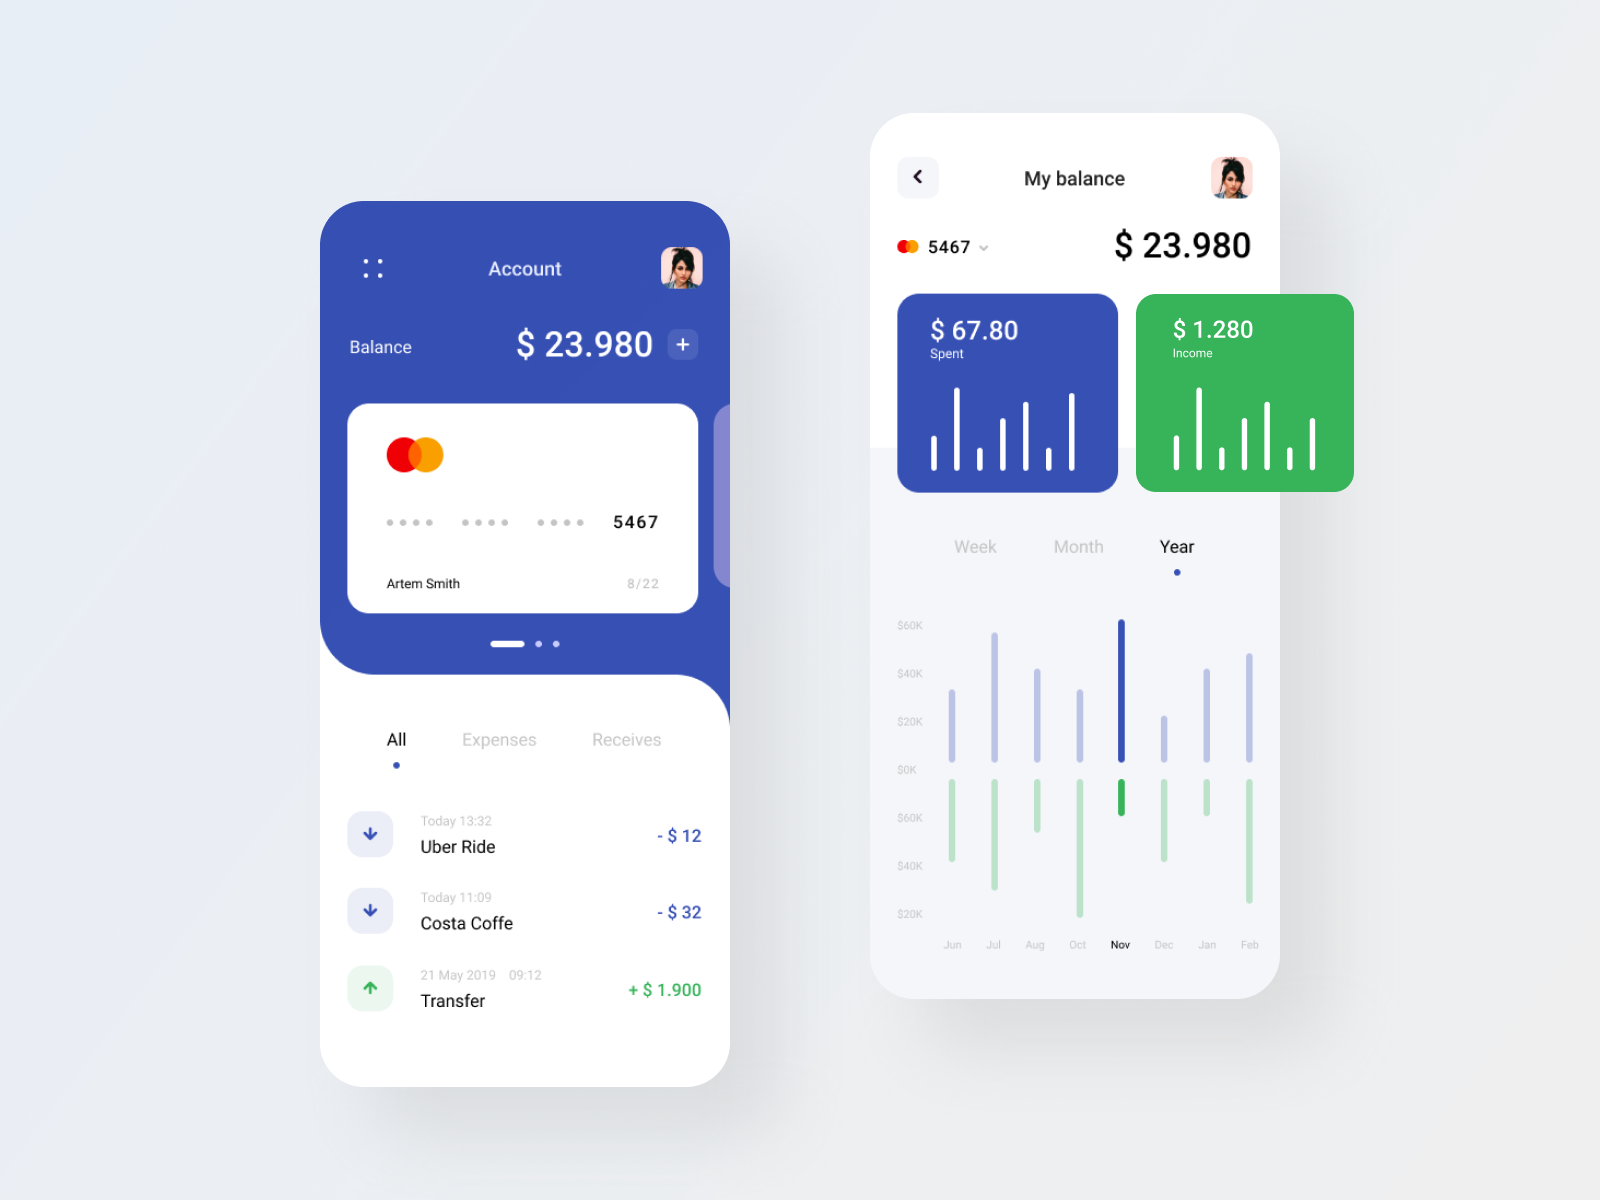 Account
Balance
$ 23.980
+
5467
Artem Smith
8/22
All
Expenses
Receives
Today 13:32
Uber Ride
- $ 12
Today 11:09
Costa Coffe
- $ 32
21 May 2019 09:12
Transfer
+ $ 1.900
My balance
5467
$ 23.980
$ 67.80
Spent
$ 1.280
Income
Week
Month
Year
$60K
$40K
$20K
$0K
$60K
$40K
$20K
Jun
Jul
Aug
Oct
Nov
Dec
Jan
Feb